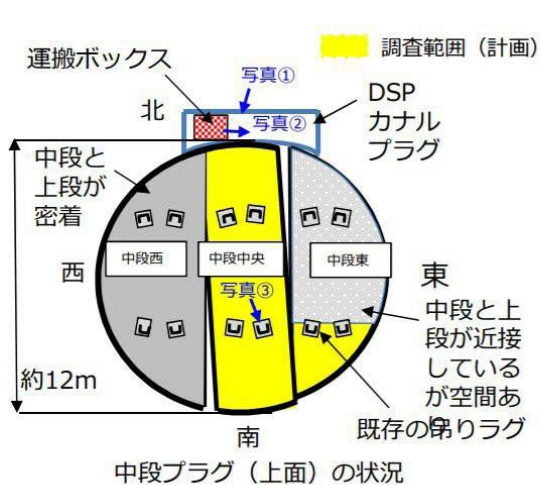 調査範囲（計画）
運搬ボックス
写真①
北
写真②
DSP
カナル
プラグ
中段と
上段が
密着
中段西
中段中央
中段東
西
東
写真③
中段と上
段が近接
している
が空間あ
り
約12m
既存の吊りラグ
南
中段プラグ（上面）の状況